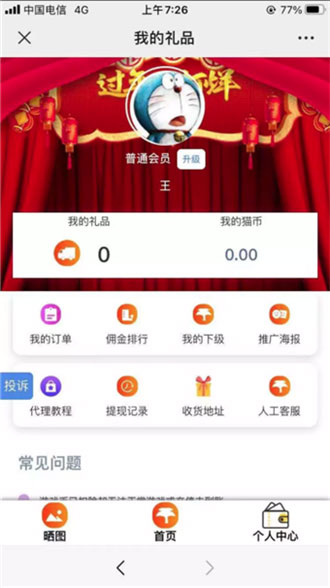 中国电信 4G 上午7:26 77%
我的礼品
普通会员 升级
王
我的礼品 我的猫币
0 0.00
我的订单 佣金排行 我的下级 推广海报
投诉
代理教程 提现记录 收货地址 人工客服
常见问题
晒图 首页 个人中心